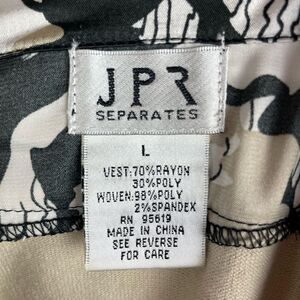 JPR
SEPARATES
L
VEST:70%RAYON
30%POLY
WOVEN:98%POLY
2%SPANDEX
RN 95619
MADE IN CHINA
SEE REVERSE
FOR CARE